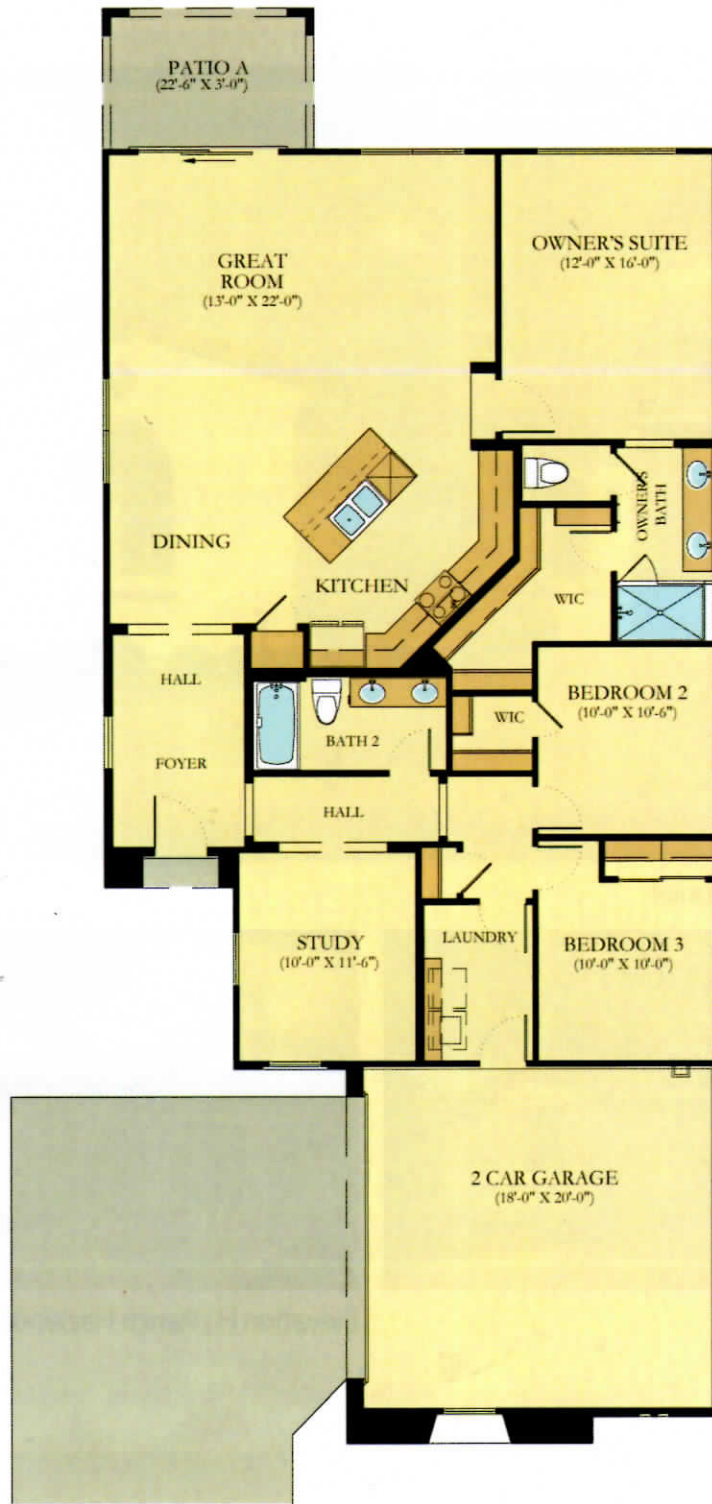 PATIO A
(22'-6" X 3'-0")
GREAT
ROOM
(13'-0" X 22'-0")
OWNER'S SUITE
(12'-0" X 16'-0")
OWNER'S
BATH
DINING
KITCHEN
WIC
HALL
BEDROOM 2
(10'-0" X 10'-6")
WIC
BATH 2
FOYER
HALL
STUDY
(10'-0" X 11'-6")
LAUNDRY
BEDROOM 3
(10'-0" X 10'-0")
2 CAR GARAGE
(18'-0" X 20'-0")